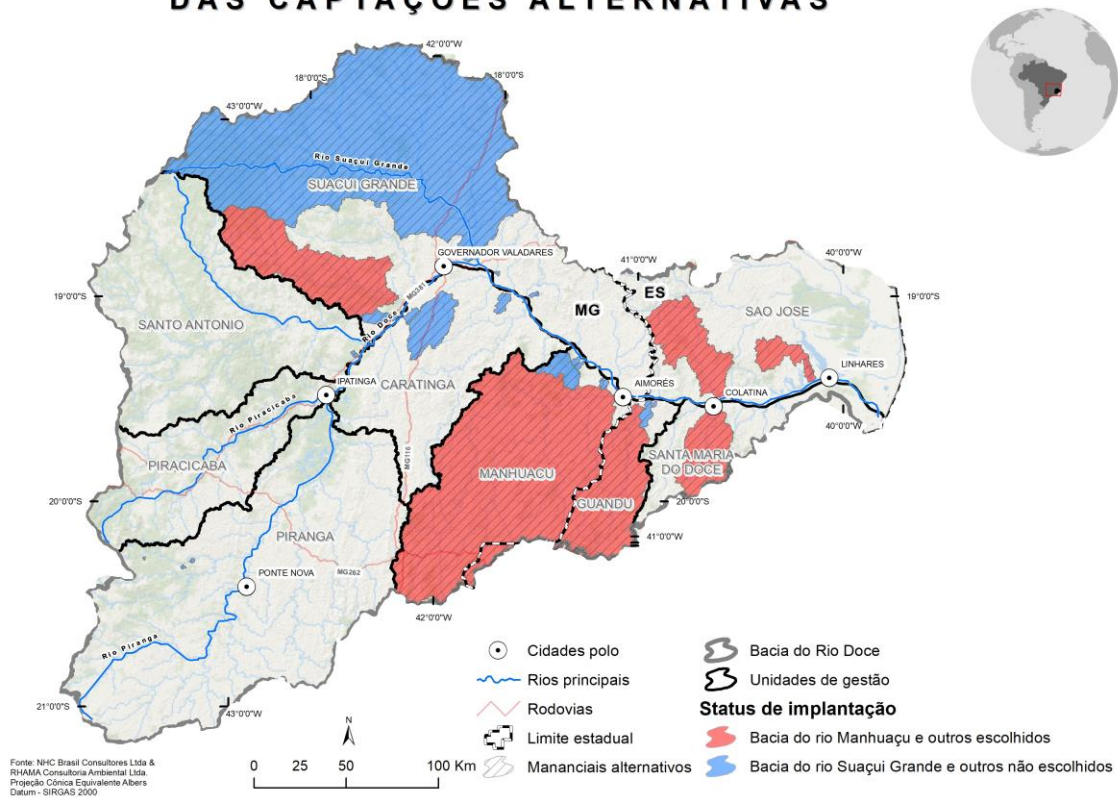 DAS CAPTAÇÕES ALTERNATIVAS
42°0'0"W
18°0'0"S
18°0'0"S
43°0'0"W
Rio Suaçui Grande
SUACUI GRANDE
GOVERNADOR VALADARES
41°0'0"W
40°0'0"W
19°0'0"S
MG381
ES
19°0'0"S
MG
SAO JOSE
SANTO ANTONIO
Rio Doce
LINHARES
IPATINGA
CARATINGA
AIMORÉS
COLATINA
Rio Piracicaba
40°0'0"W
MG116
SANTA MARIA
DO DOCE
PIRACICABA
MANHUACU
GUANDU
20°0'0"S
20°0'0"S
PIRANGA
41°0'0"W
PONTE NOVA
MG262
42°0'0"W
Rio Piranga
21°0'0"S
43°0'0"W
N
0 25 50 100 Km
Cidades polo
Rios principais
Rodovias
Limite estadual
Mananciais alternativos
Bacia do Rio Doce
Unidades de gestão
Status de implantação
Bacia do rio Manhuaçu e outros escolhidos
Bacia do rio Suaçui Grande e outros não escolhidos
Fonte: NHC Brasil Consultores Ltda &
RHAMA Consultoria Ambiental Ltda.
Projeção Cônica Equivalente Albers
Datum - SIRGAS 2000